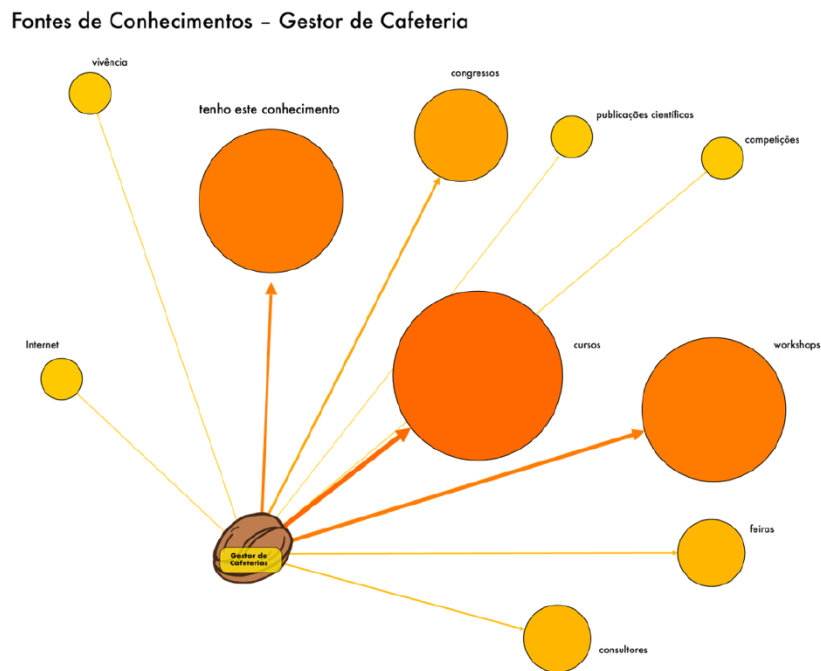 Fontes de Conhecimentos – Gestor de Cafeteria
vivência
congressos
tenho este conhecimento
publicações científicas
competições
Internet
cursos
workshops
feiras
Gestor de
Cafeterias
consultores